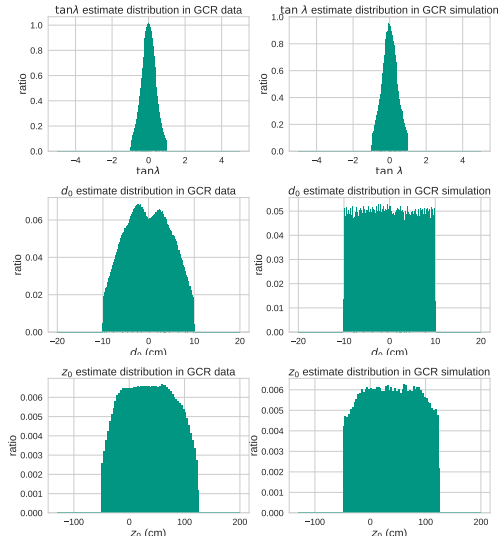 tanλ estimate distribution in GCR data
ratio
1.0
0.8
0.6
0.4
0.2
0.0
−4 −2 0 2 4
tanλ
tan λ estimate distribution in GCR simulation
ratio
1.0
0.8
0.6
0.4
0.2
0.0
−4 −2 0 2 4
tan λ
d₀ estimate distribution in GCR data
ratio
0.06
0.04
0.02
0.00
−20 −10 0 10 20
d₀ (cm)
d₀ estimate distribution in GCR simulation
ratio
0.05
0.04
0.03
0.02
0.01
0.00
−20 −10 0 10 20
d₀ (cm)
z₀ estimate distribution in GCR data
ratio
0.006
0.005
0.004
0.003
0.002
0.001
0.000
−100 0 100 200
z₀ (cm)
z₀ estimate distribution in GCR simulation
ratio
0.006
0.005
0.004
0.003
0.002
0.001
0.000
−100 0 100 200
z₀ (cm)